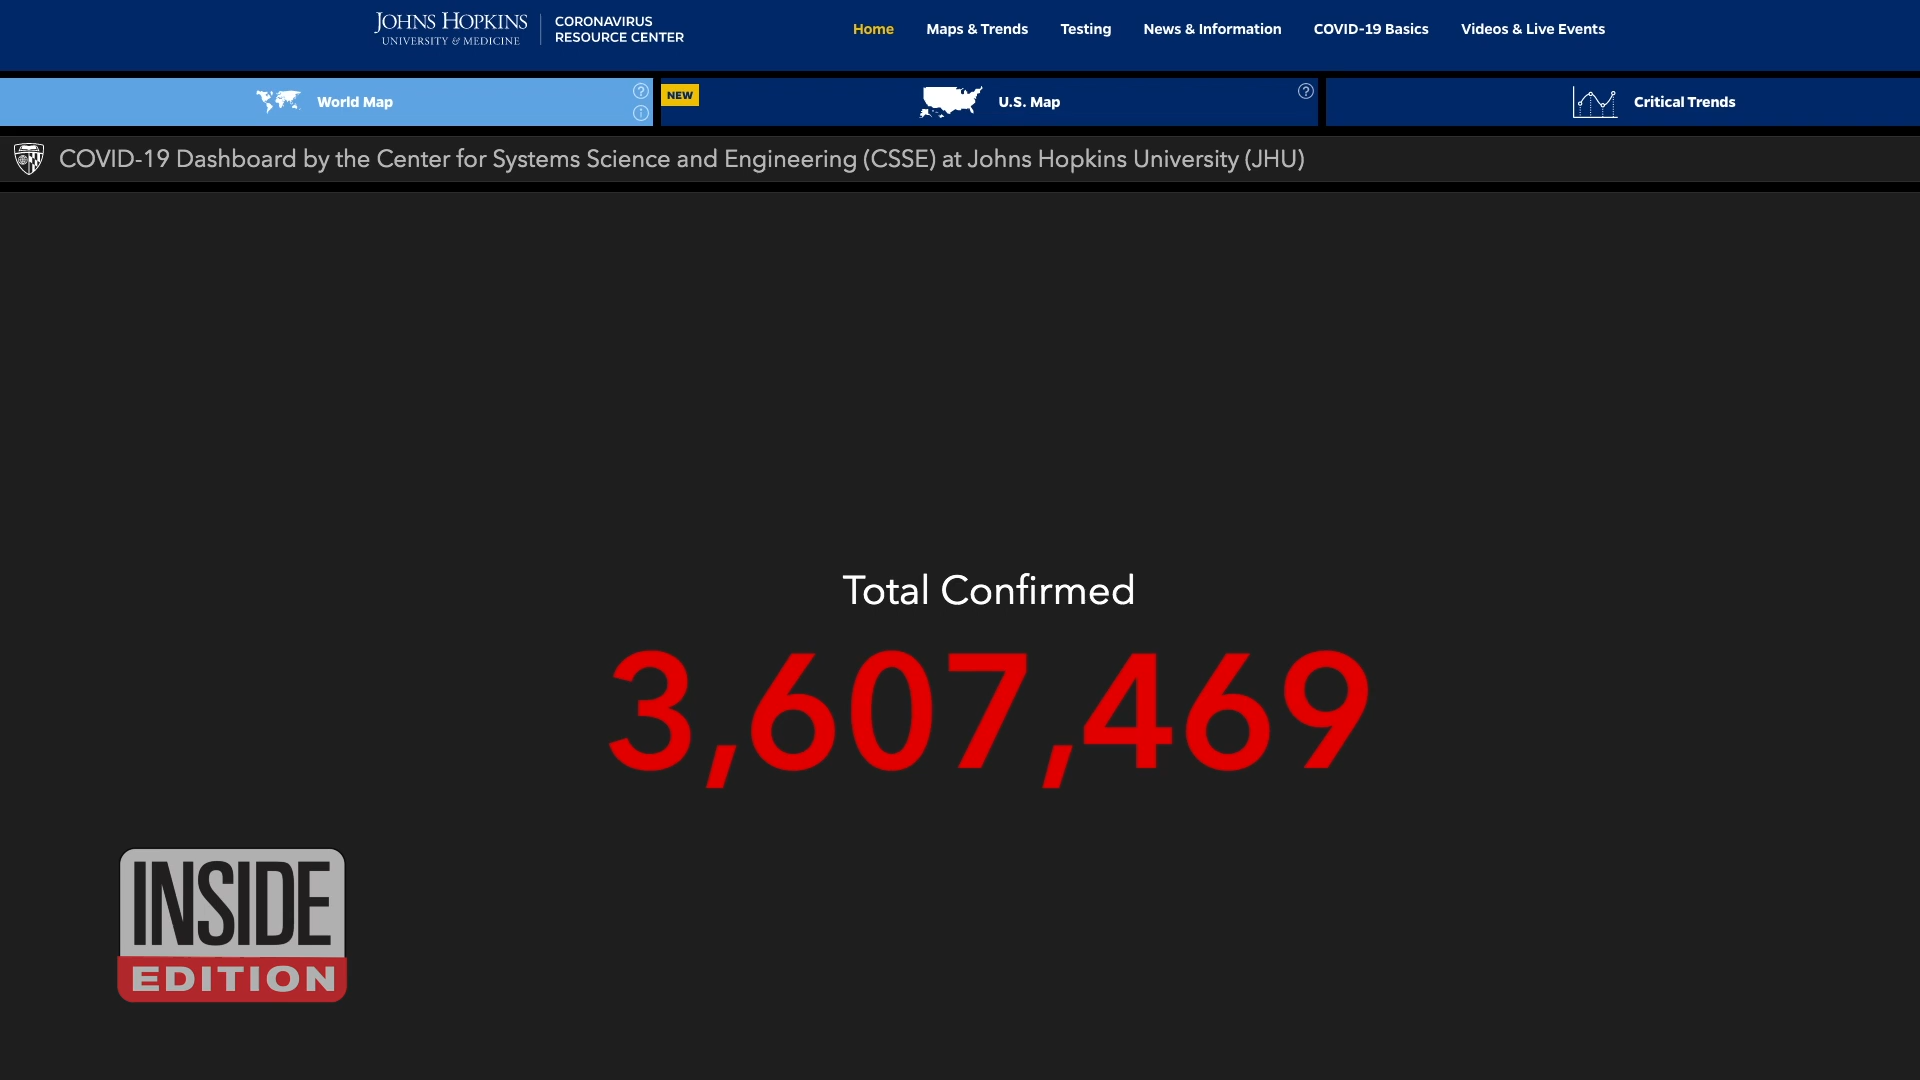 JOHNS HOPKINS
UNIVERSITY & MEDICINE
CORONAVIRUS
RESOURCE CENTER
Home
Maps & Trends
Testing
News & Information
COVID-19 Basics
Videos & Live Events
World Map
?
i
NEW
U.S. Map
?
Critical Trends
COVID-19 Dashboard by the Center for Systems Science and Engineering (CSSE) at Johns Hopkins University (JHU)
Total Confirmed
3,607,469
INSIDE
EDITION